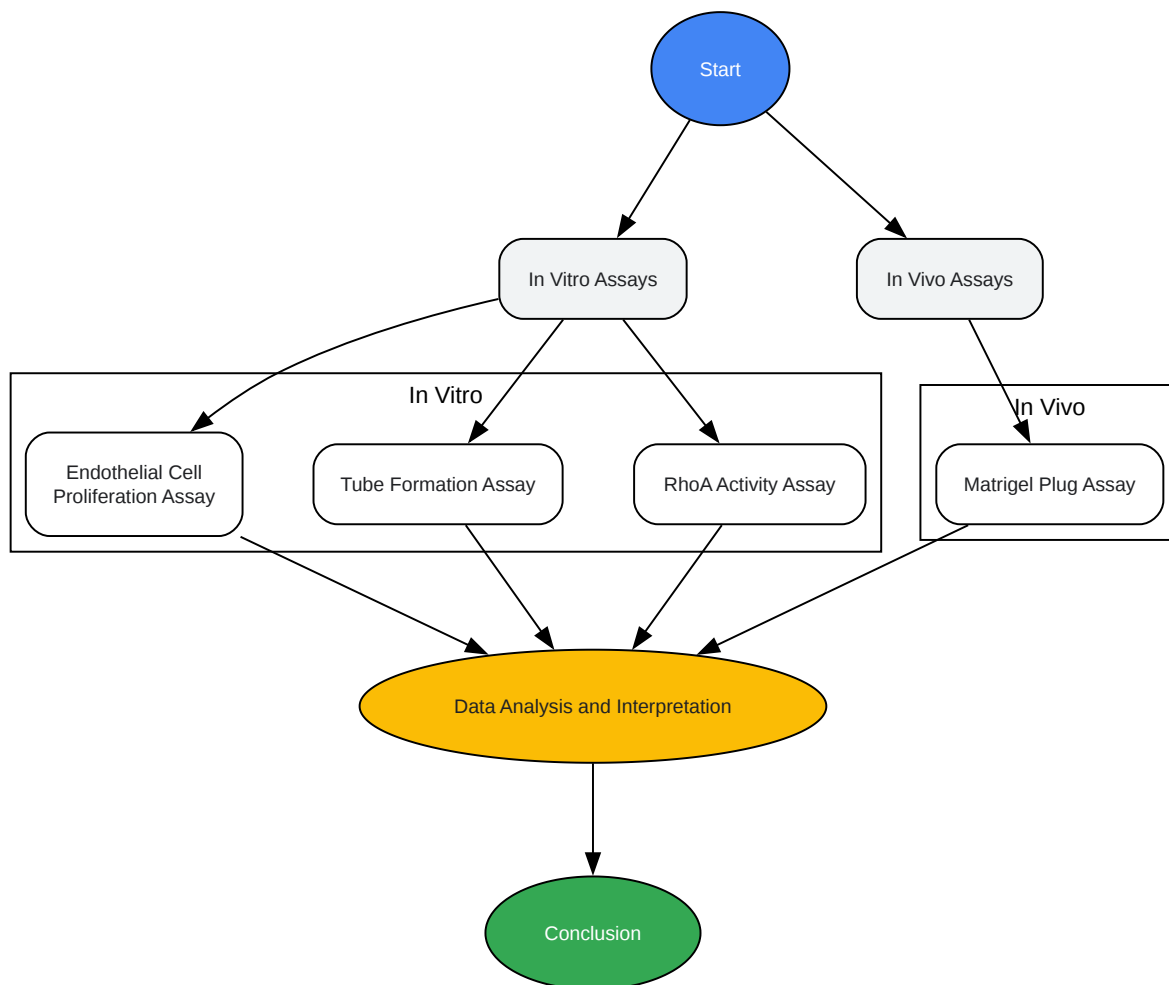 Start
In Vitro Assays
In Vivo Assays
In Vitro
In Vivo
Endothelial Cell
Proliferation Assay
Tube Formation Assay
RhoA Activity Assay
Matrigel Plug Assay
Data Analysis and Interpretation
Conclusion